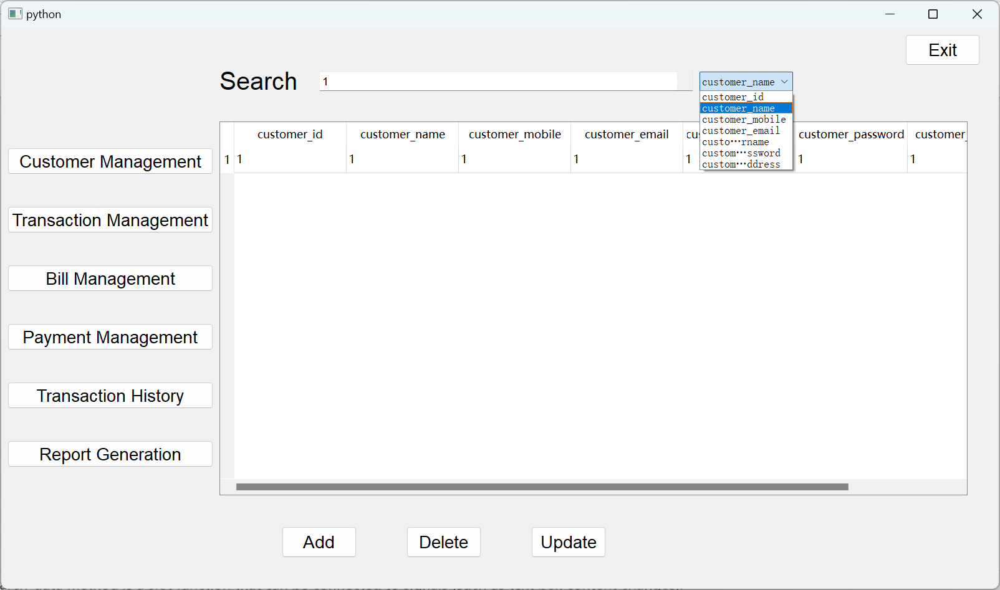 python
Exit
Search 1 customer_name
customer_id
customer_name
customer_mobile
customer_email
custo⋯rname
custom⋯ssword
custom⋯ddress
customer_id customer_name customer_mobile customer_email cu customer_password customer_
1 1 1 1 1 1 1 1
Customer Management
Transaction Management
Bill Management
Payment Management
Transaction History
Report Generation
Add Delete Update